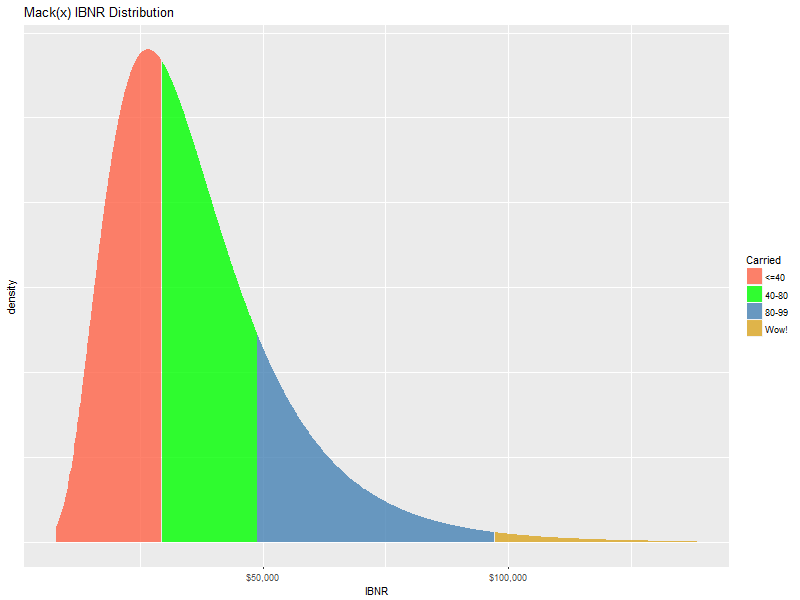 Mack(x) IBNR Distribution
density
$50,000
$100,000
IBNR
Carried
<=40
40-80
80-99
Wow!